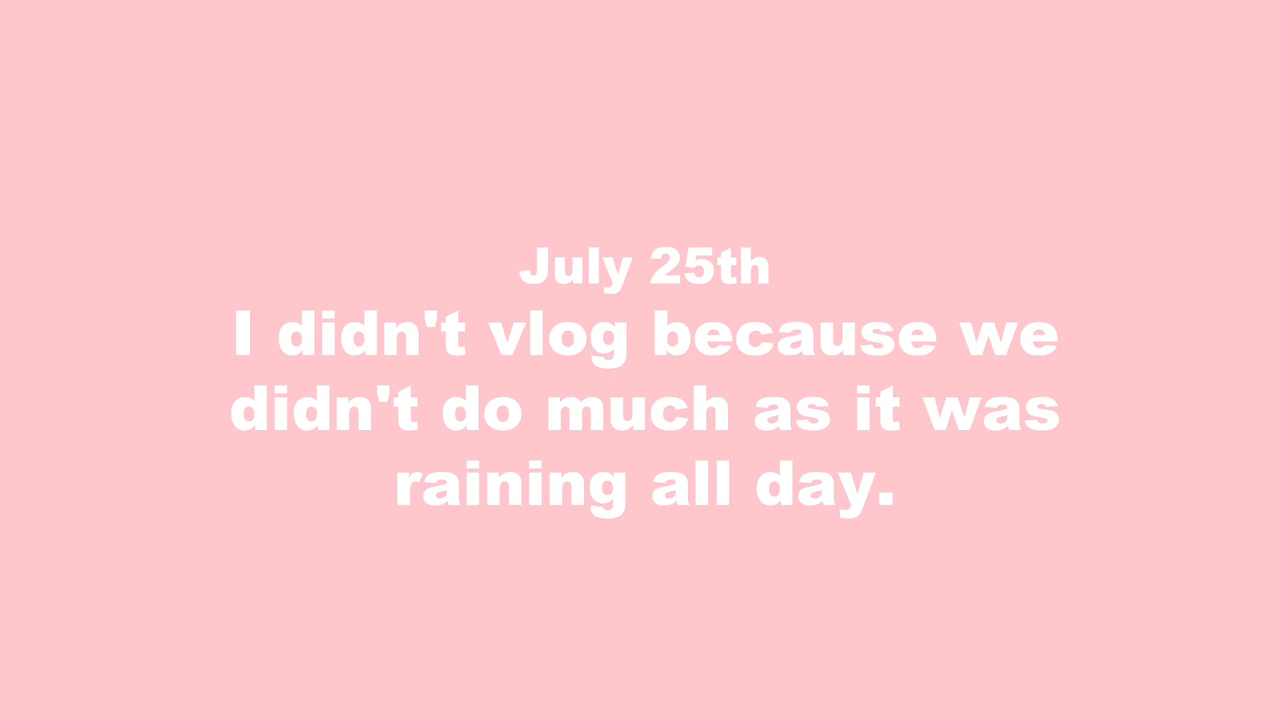 July 25th
I didn't vlog because we
didn't do much as it was
raining all day.